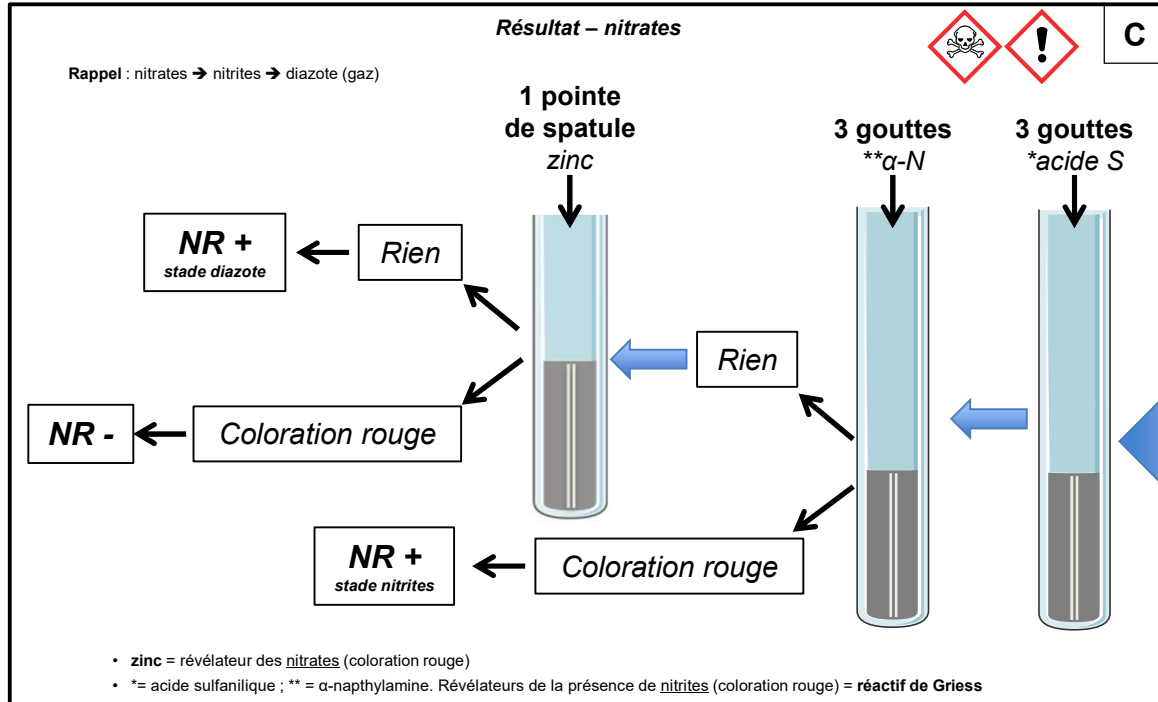 Résultat – nitrates
C
Rappel : nitrates ➔ nitrites ➔ diazote (gaz)
1 pointe
de spatule
zinc
3 gouttes
**α-N
3 gouttes
*acide S
NR +
stade diazote
Rien
Rien
NR -
Coloration rouge
NR +
stade nitrites
Coloration rouge
• zinc = révélateur des nitrates (coloration rouge)
• *= acide sulfanilique ; ** = α-napthylamine. Révélateurs de la présence de nitrites (coloration rouge) = réactif de Griess